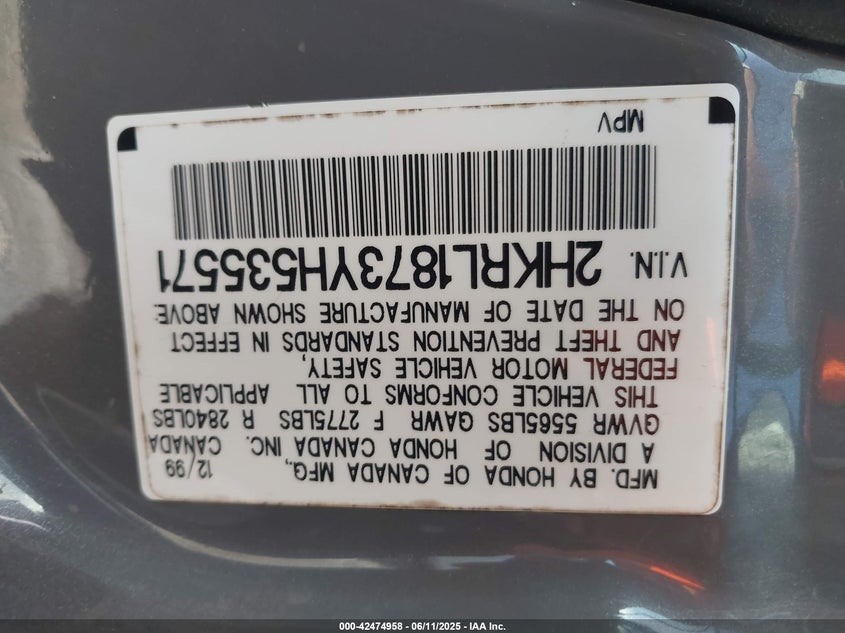 MFD. BY HONDA OF CANADA MFG., 12/99
A DIVISION OF HONDA CANADA INC. CANADA
GVWR 5565LBS GAWR F 2775LBS R 2840LBS
THIS VEHICLE CONFORMS TO ALL APPLICABLE
FEDERAL MOTOR VEHICLE SAFETY,
AND THEFT PREVENTION STANDARDS IN EFFECT
ON THE DATE OF MANUFACTURE SHOWN ABOVE.
V.I.N. 2HKRL1873YH535571
MPV
000-42474958 - 06/11/2025 - IAA Inc.